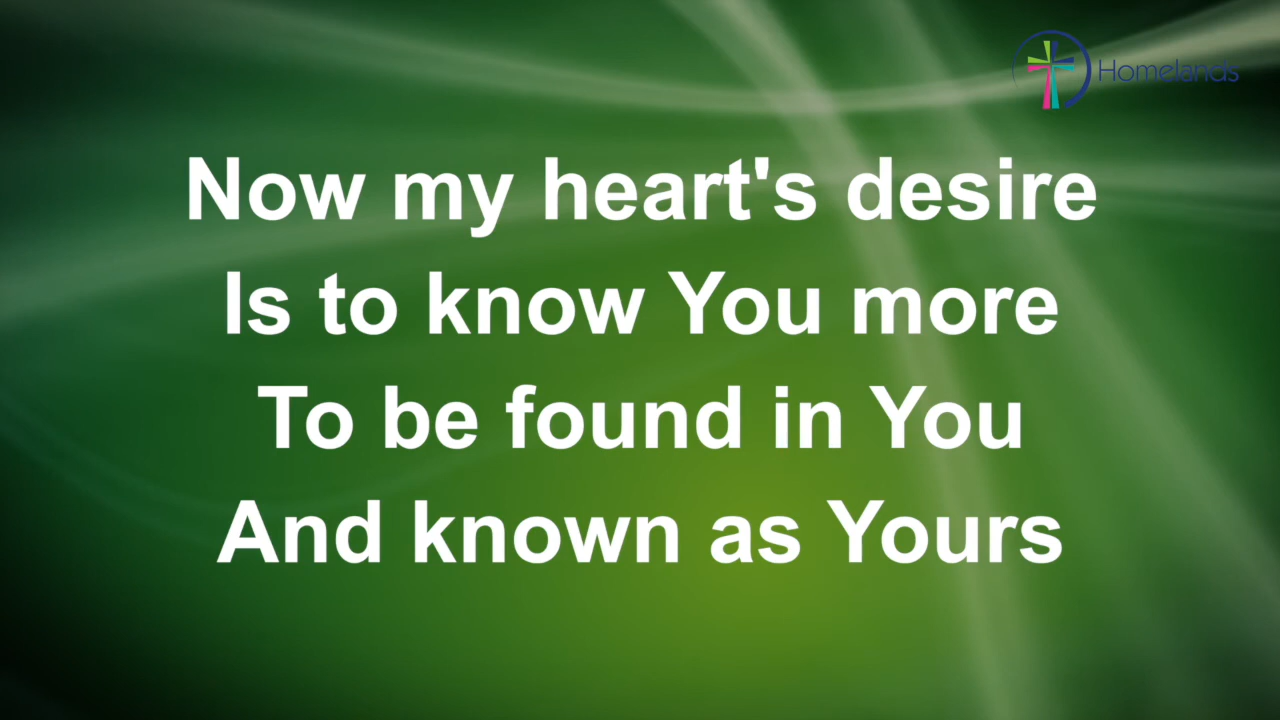 Homelands
Now my heart's desire
Is to know You more
To be found in You
And known as Yours